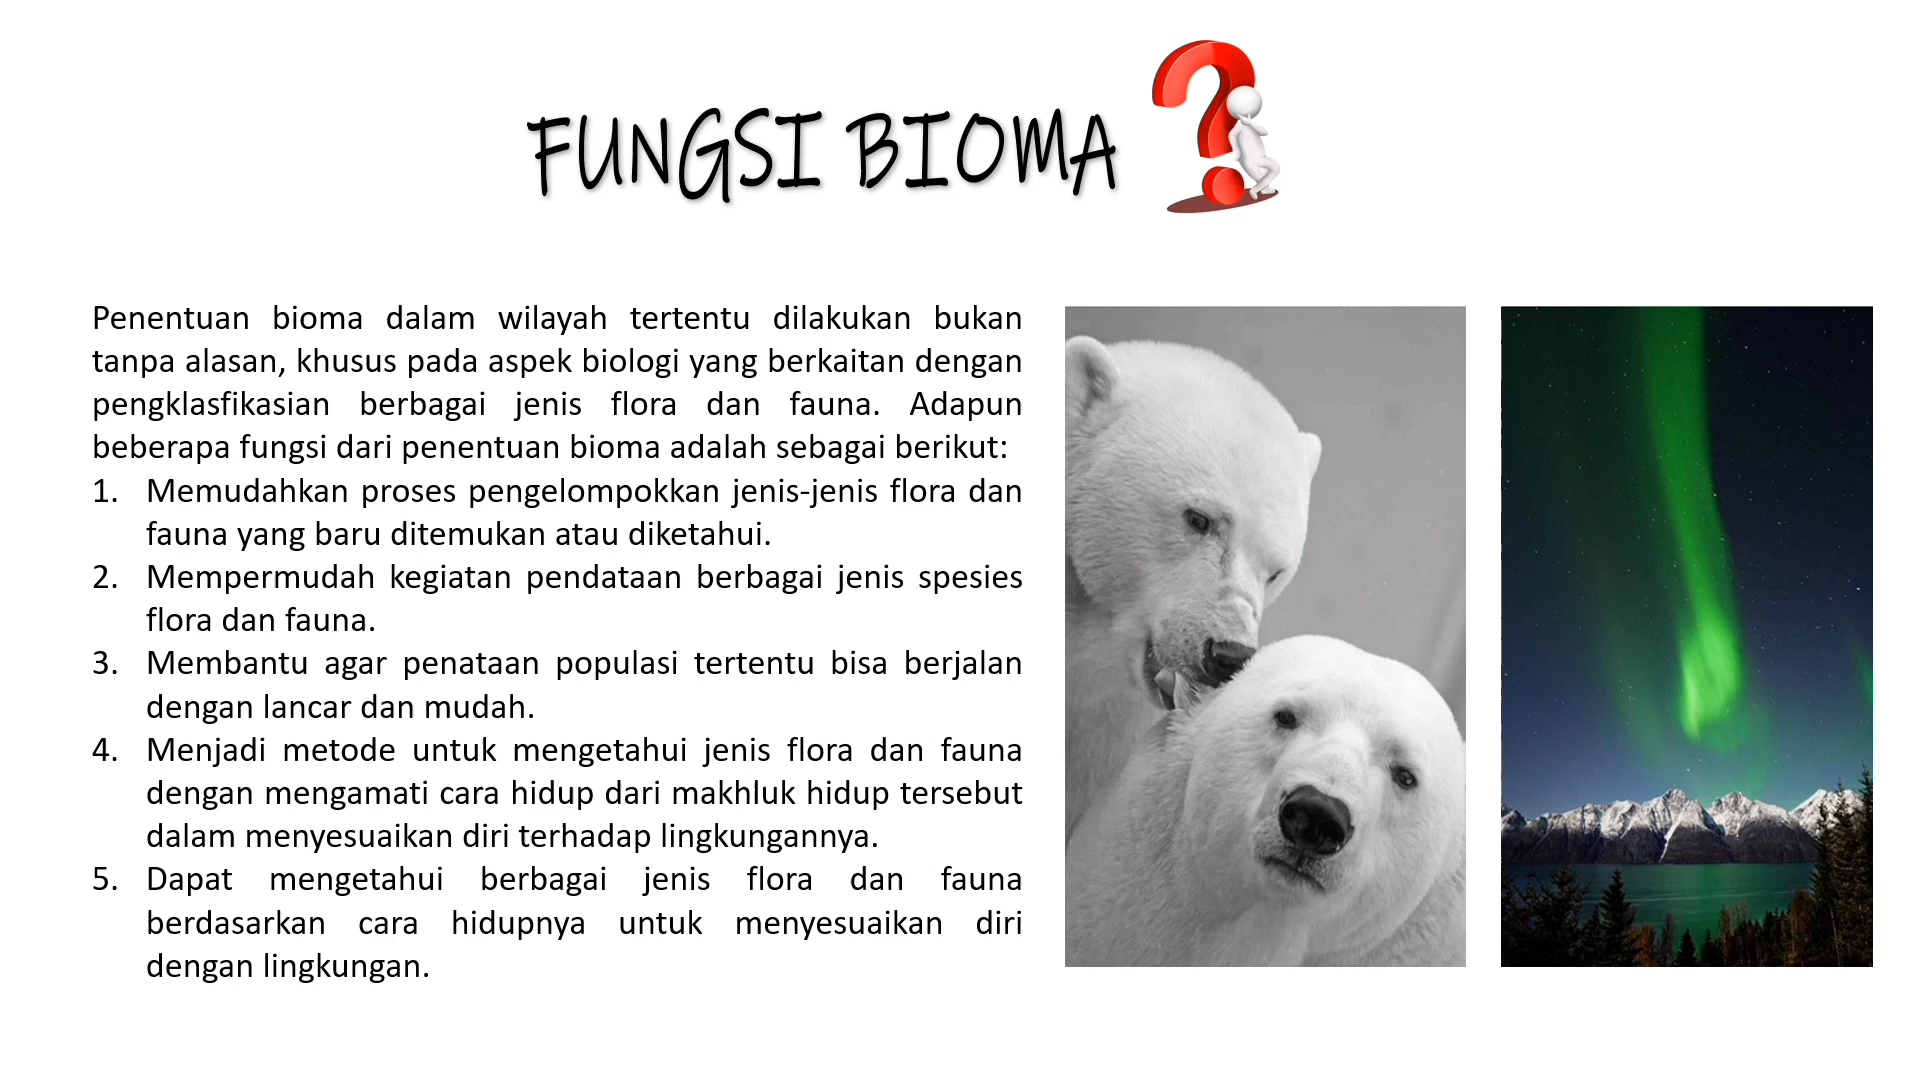 FUNGSI BIOMA
Penentuan bioma dalam wilayah tertentu dilakukan bukan
tanpa alasan, khusus pada aspek biologi yang berkaitan dengan
pengklasfikasian berbagai jenis flora dan fauna. Adapun
beberapa fungsi dari penentuan bioma adalah sebagai berikut:
1. Memudahkan proses pengelompokkan jenis-jenis flora dan
fauna yang baru ditemukan atau diketahui.
2. Mempermudah kegiatan pendataan berbagai jenis spesies
flora dan fauna.
3. Membantu agar penataan populasi tertentu bisa berjalan
dengan lancar dan mudah.
4. Menjadi metode untuk mengetahui jenis flora dan fauna
dengan mengamati cara hidup dari makhluk hidup tersebut
dalam menyesuaikan diri terhadap lingkungannya.
5. Dapat mengetahui berbagai jenis flora dan fauna
berdasarkan cara hidupnya untuk menyesuaikan diri
dengan lingkungan.